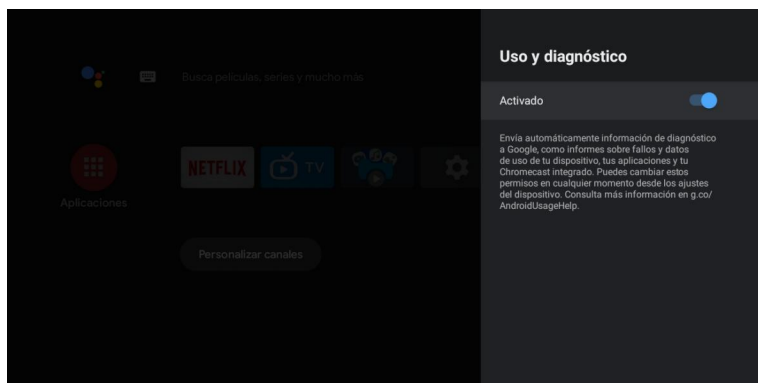 Uso y diagnóstico
Activado
Envía automáticamente información de diagnóstico
a Google, como informes sobre fallos y datos
de uso de tu dispositivo, tus aplicaciones y tu
Chromecast integrado. Puedes cambiar estos
permisos en cualquier momento desde los ajustes
del dispositivo. Consulta más información en g.co/
AndroidUsageHelp.
Busca películas, series y mucho más
NETFLIX
TV
Aplicaciones
Personalizar canales